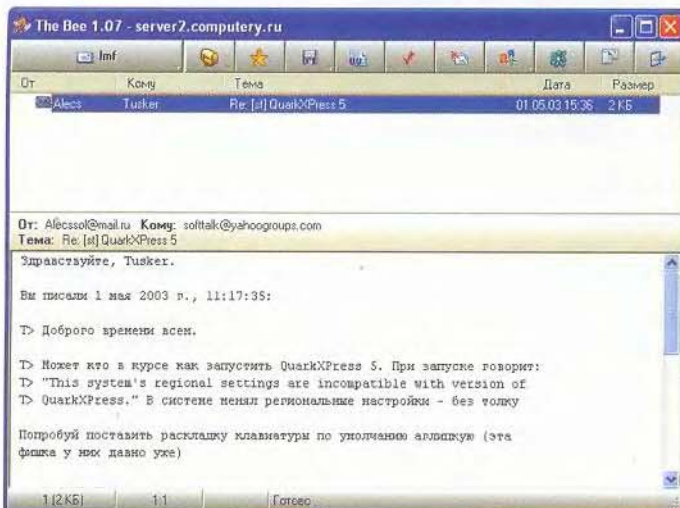 The Bee 1.07 - server2.computery.ru
Imf
От Кому Тема Дата Размер
Alecs Tusker Re: [st] QuarkXPress 5 01.05.03 15:36 2 КБ
От: Alecssol@mail.ru Кому: softtalk@yahoogroups.com
Тема: Re: [st] QuarkXPress 5
Здравствуйте, Tusker.
Вы писали 1 мая 2003 г., 11:17:35:
T> Доброго времени всем.
T> Может кто в курсе как запустить QuarkXPress 5. При запуске говорит:
T> "This system's regional settings are incompatible with version of
T> QuarkXPress." В системе менял региональные настройки - без толку
Попробуй поставить раскладку клавиатуры по умолчанию аглицкую (эта
фишка у них давно уже)
1 (2 КБ) 1:1 Готово